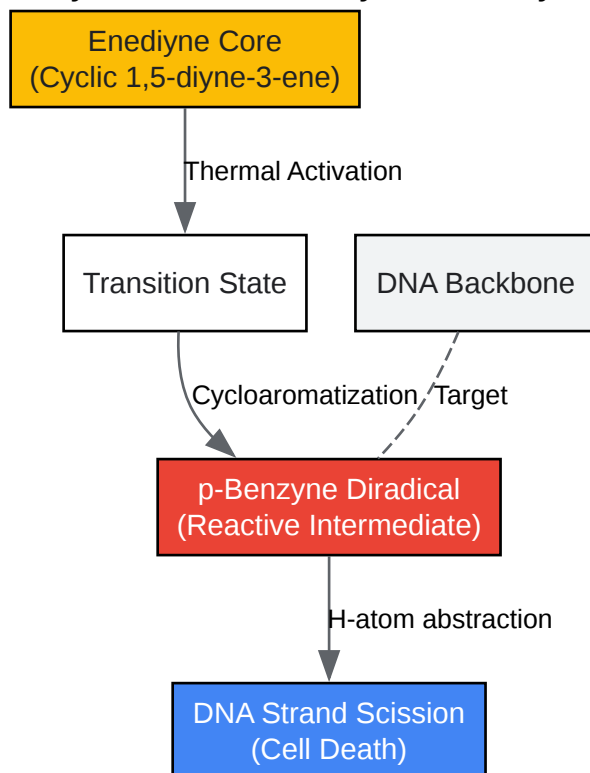 Enediyne Core
(Cyclic 1,5-diyne-3-ene)
Thermal Activation
Transition State
DNA Backbone
Cycloaromatization
Target
p-Benzyne Diradical
(Reactive Intermediate)
H-atom abstraction
DNA Strand Scission
(Cell Death)